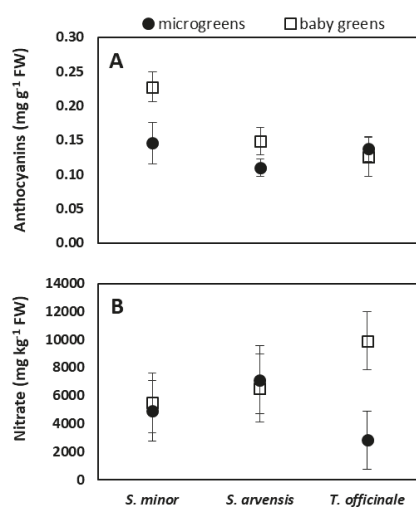 microgreens baby greens
A
Anthocyanins (mg g⁻¹ FW)
0.30
0.25
0.20
0.15
0.10
0.05
0.00
B
Nitrate (mg kg⁻¹ FW)
14000
12000
10000
8000
6000
4000
2000
0
S. minor S. arvensis T. officinale